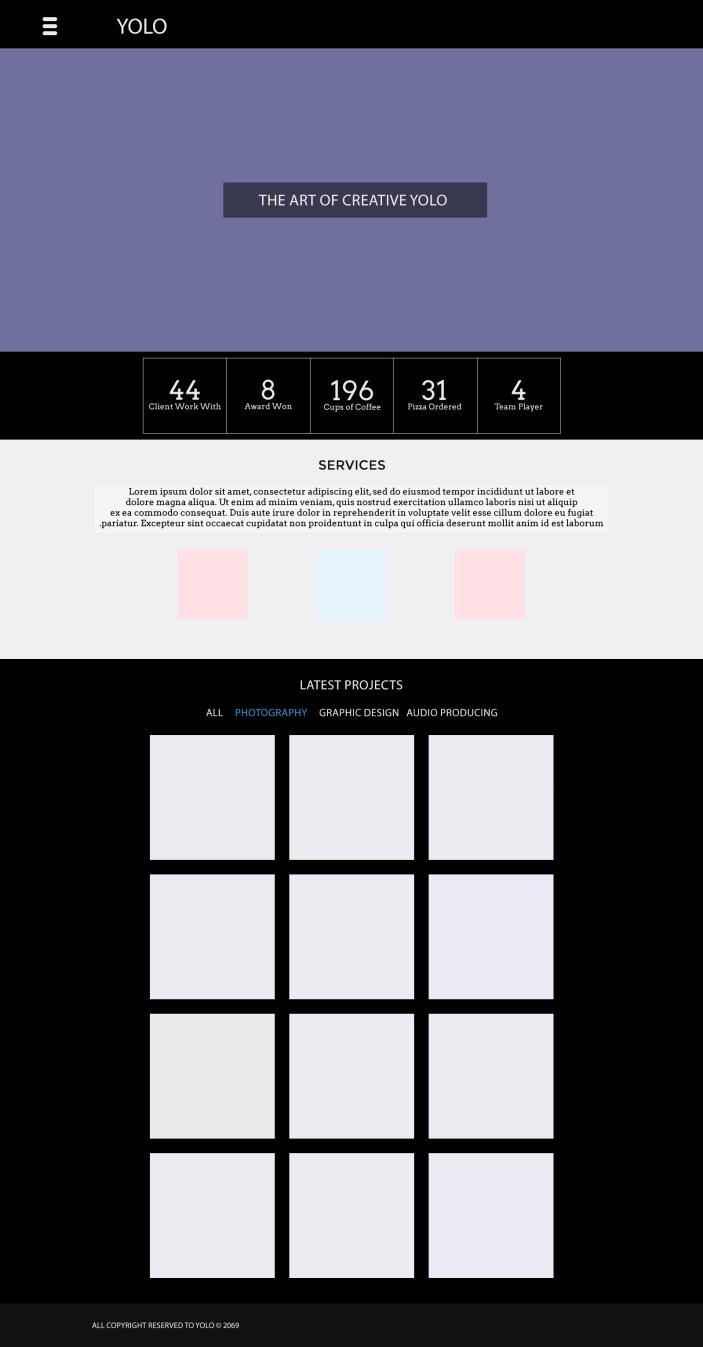 YOLO
THE ART OF CREATIVE YOLO
44 8 196 31 4
Client Work With Award Won Cups of Coffee Pizza Ordered Team Player
SERVICES
Lorem ipsum dolor sit amet, consectetur adipiscing elit, sed do eiusmod tempor incididunt ut labore et
dolore magna aliqua. Ut enim ad minim veniam, quis nostrud exercitation ullamco laboris nisi ut aliquip
ex ea commodo consequat. Duis aute irure dolor in reprehenderit in voluptate velit esse cillum dolore eu fugiat
.pariatur. Excepteur sint occaecat cupidatat non proidentunt in culpa qui officia deserunt mollit anim id est laborum
LATEST PROJECTS
ALL PHOTOGRAPHY GRAPHIC DESIGN AUDIO PRODUCING
ALL COPYRIGHT RESERVED TO YOLO © 2069